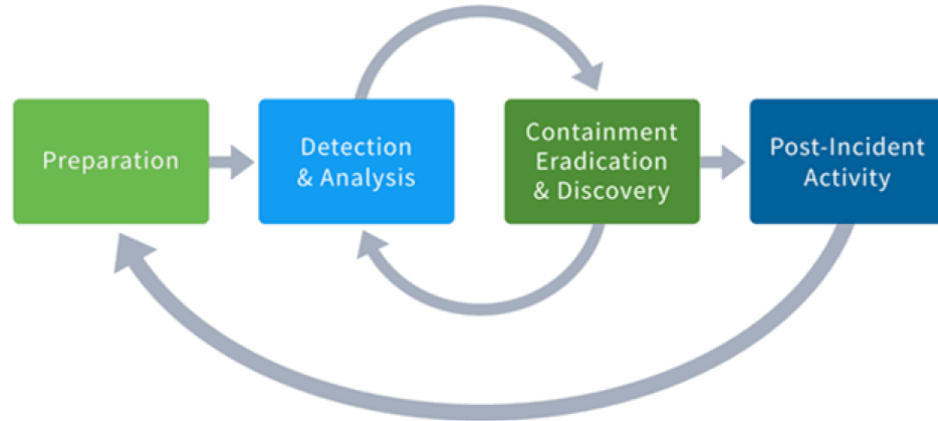 Preparation
Detection
& Analysis
Containment
Eradication
& Discovery
Post-Incident
Activity